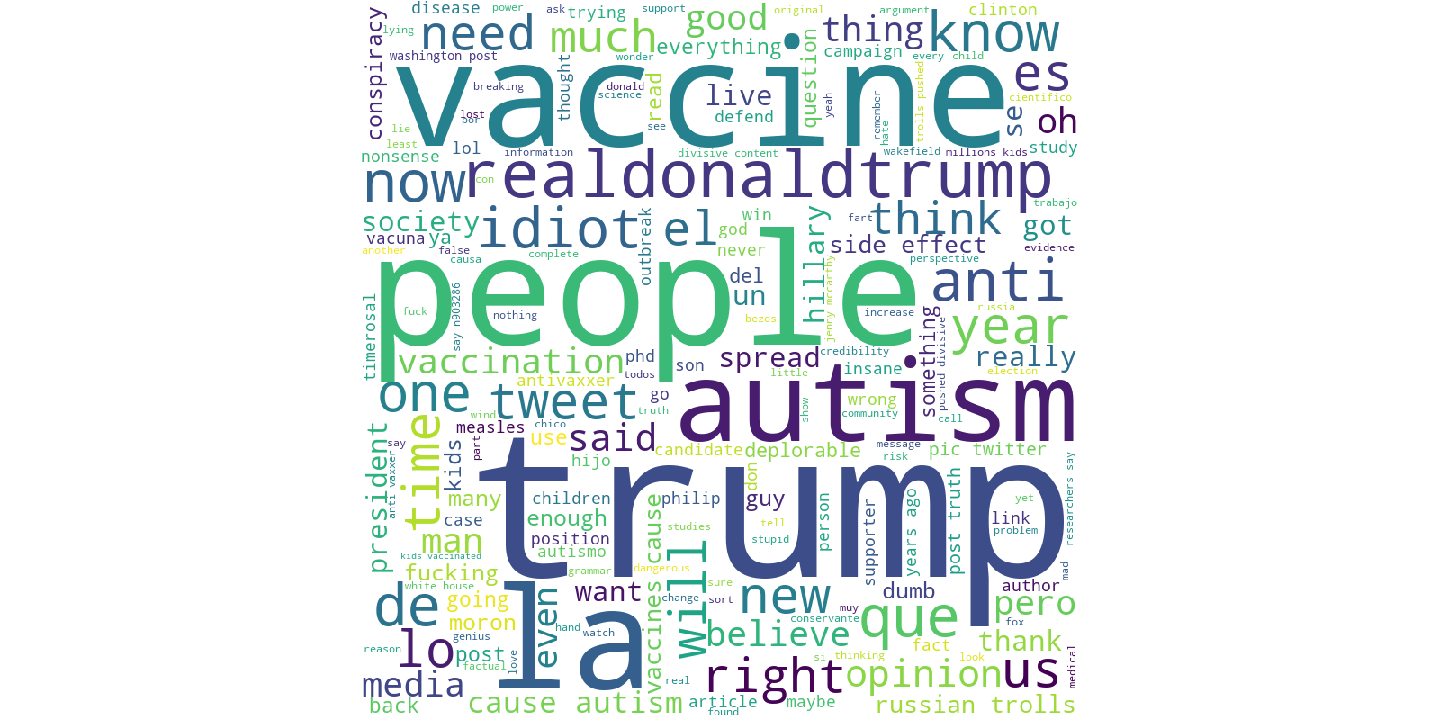 disease power ask trying support good original argument clinton
lying need much everything thing campaign know
conspiracy washington post wonder every child
vaccine
breaking thought donald science read live defend question yeah remember hate trolls pushed es cientifico
lost por see se oh
lie least lol information divisive content wakefield millions kids study
nonsense
now con realdonaldtrump
trabajo
society idiot el win fart think got
vacuna ya outbreak god hillary side effect evidence
another false causa complete never jenny mccarthy perspective anti
people
del un
timerosal fuck say n903286 nothing bezos increase russia year
vaccination phd son spread credibility something pushed divisive really
todos little insane election
antivaxxer
one tweet go autism
wind truth show wrong community call
time measles use said candidate deplorable message risk pic twitter
president say anti vaxxer kids part chico hijo don
trump
many children philip guy person supporter years ago post truth link yet problem researchers say
case enough studies tell stupid
man position
kids vaccinated autismo vaccines cause will
fucking grammar dangerous sure mad
white house want change sort new muy dumb author
de going even conservante que pero
moron hand watch believe fox
lo genius fact thank
reason post factual love si thinking look
la
media real right opinion us medical
back cause autism article found maybe russian trolls